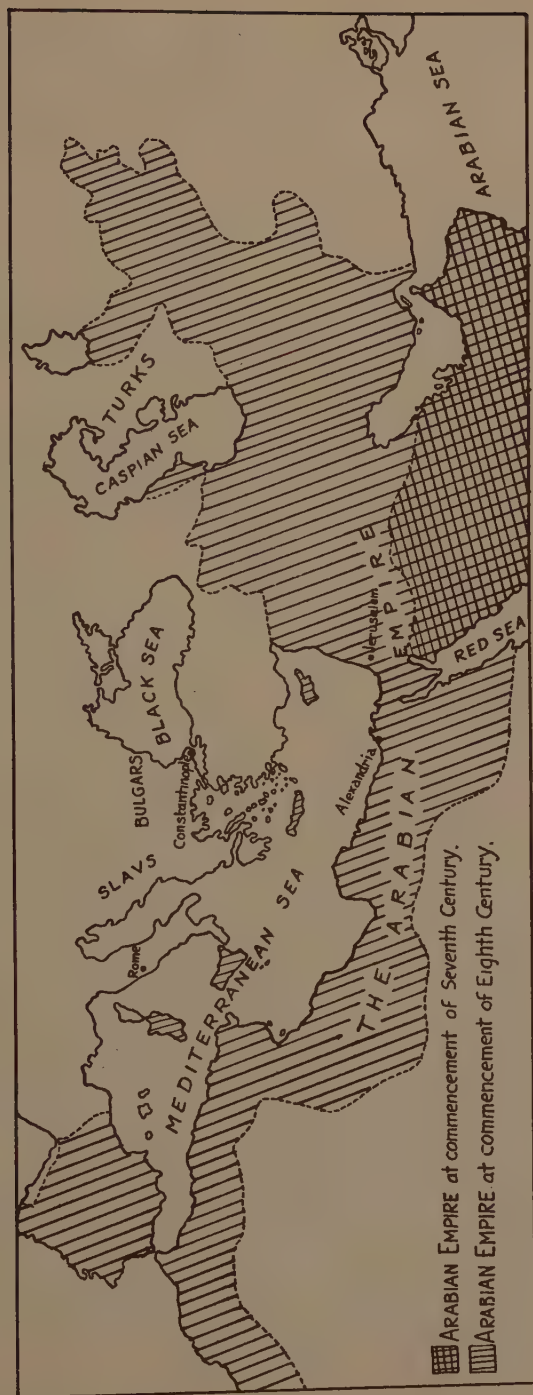 TURKS
CASPIAN SEA
BLACK SEA
BULGARS
Constantinople
SLAVS
Rome
MEDITERRANEAN SEA
ARABIAN SEA
Jerusalem
Alexandria
RED SEA
THE ARABIAN EMPIRE
ARABIAN EMPIRE at commencement of Seventh Century.
ARABIAN EMPIRE at commencement of Eighth Century.